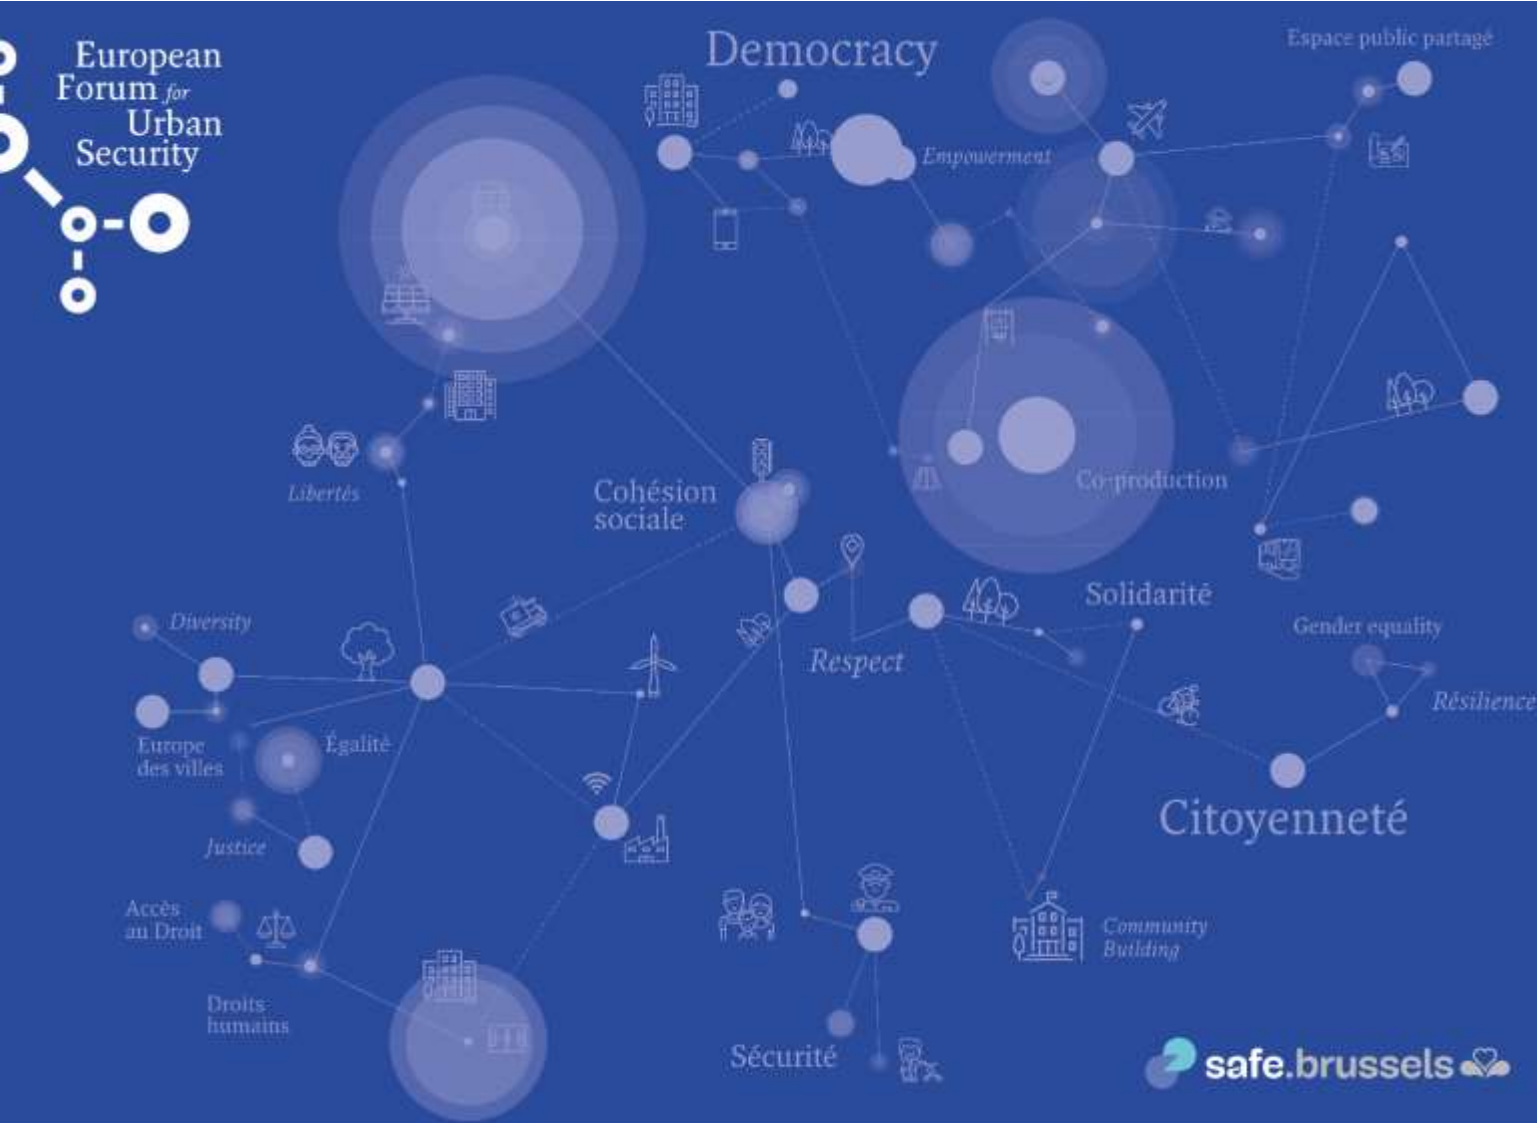 European
Forum for
Urban
Security
Democracy
Espace public partagé
Empowerment
Libertés
Cohésion
sociale
Co-production
Solidarité
Respect
Diversity
Gender equality
Résilience
Europe
des villes
Égalité
Justice
Citoyenneté
Accès
au Droit
Community
Building
Droits
humains
Sécurité
safe.brussels